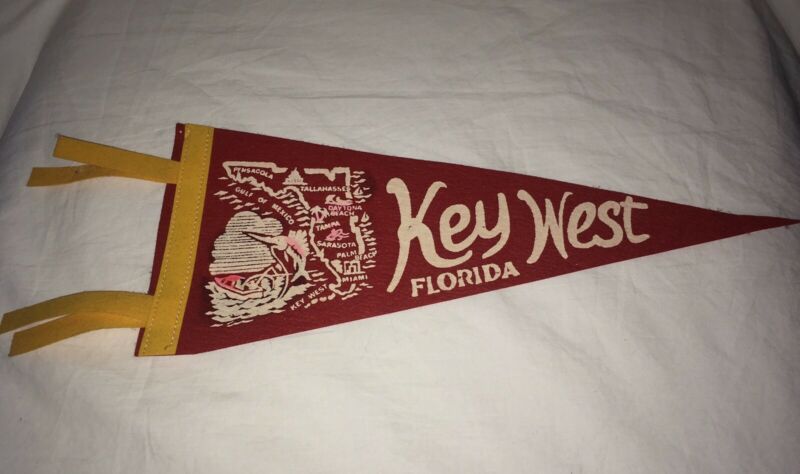 PENSACOLA
TALLAHASSEE
GULF OF MEXICO
DAYTONA
BEACH
TAMPA
SARASOTA
PALM
BEACH
MIAMI
KEY WEST
Key West
FLORIDA